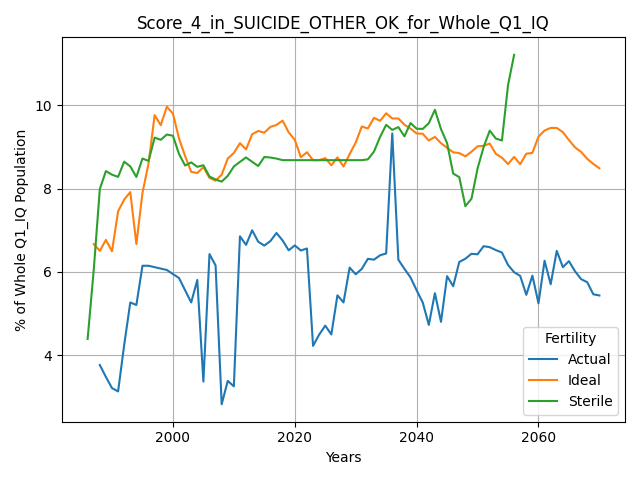 Score_4_in_SUICIDE_OTHER_OK_for_Whole_Q1_IQ
% of Whole Q1_IQ Population
10
8
6
4
Fertility
Actual
Ideal
Sterile
2000 2020 2040 2060
Years